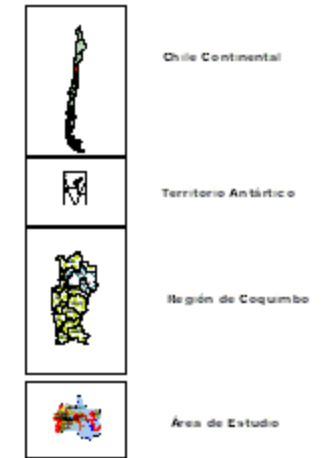 Chile Continental
Territorio Antártico
Región de Coquimbo
Área de Estudio